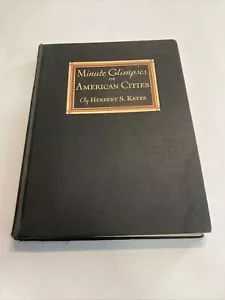 Minute Glimpses
OF
AMERICAN CITIES
By HERBERT S. KATES